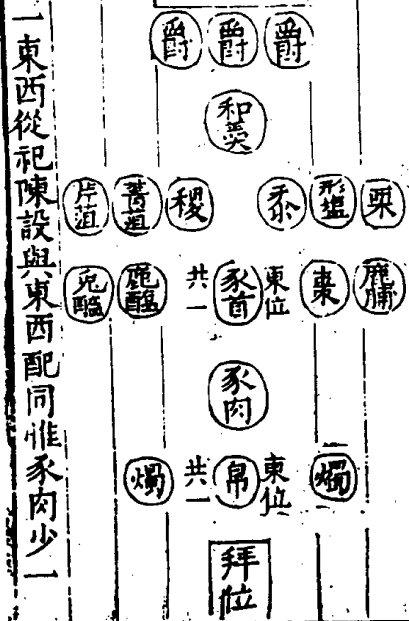 爵 爵 爵
和羹
栗 形塩 黍 稷 菁菹 芹菹
鹿脯 棗 東位 豕首 共一 鹿醢 兎醢
豕肉
燭 東位 帛 共一 燭
拜位
一東西從祀陳設與東西配同惟豕肉少一